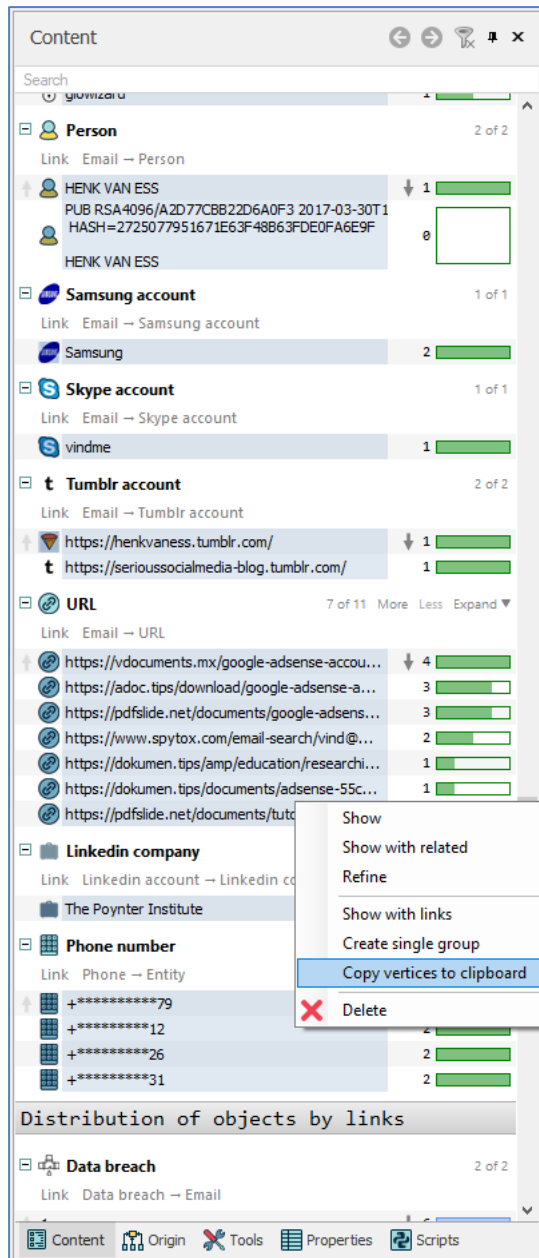 Content
Search
glowizard 1
Person 2 of 2
Link Email → Person
HENK VAN ESS 1
PUB RSA4096/A2D77CBB22D6A0F3 2017-03-30T1
HASH=2725077951671E63F48B63FDE0FA6E9F 0
HENK VAN ESS
Samsung account 1 of 1
Link Email → Samsung account
Samsung 2
Skype account 1 of 1
Link Email → Skype account
vindme 1
Tumblr account 2 of 2
Link Email → Tumblr account
https://henkvaness.tumblr.com/ 1
https://serioussocialmedia-blog.tumblr.com/ 1
URL 7 of 11 More Less Expand
Link Email → URL
https://vdocuments.mx/google-adsense-accou... 4
https://adoc.tips/download/google-adsense-a... 3
https://pdfslide.net/documents/google-adsens... 3
https://www.spytox.com/email-search/vind@... 2
https://dokumen.tips/amp/education/researchi... 1
https://dokumen.tips/documents/adsense-55c... 1
https://pdfslide.net/documents/tuto
Show
Show with related
Refine
Show with links
Create single group
Copy vertices to clipboard
Delete
Linkedin company
Link Linkedin account → Linkedin co
The Poynter Institute
Phone number
Link Phone → Entity
+**********79
+*********12 2
+*********26 2
+*********31 2
Distribution of objects by links
Data breach 2 of 2
Link Data breach → Email
Content Origin Tools Properties Scripts